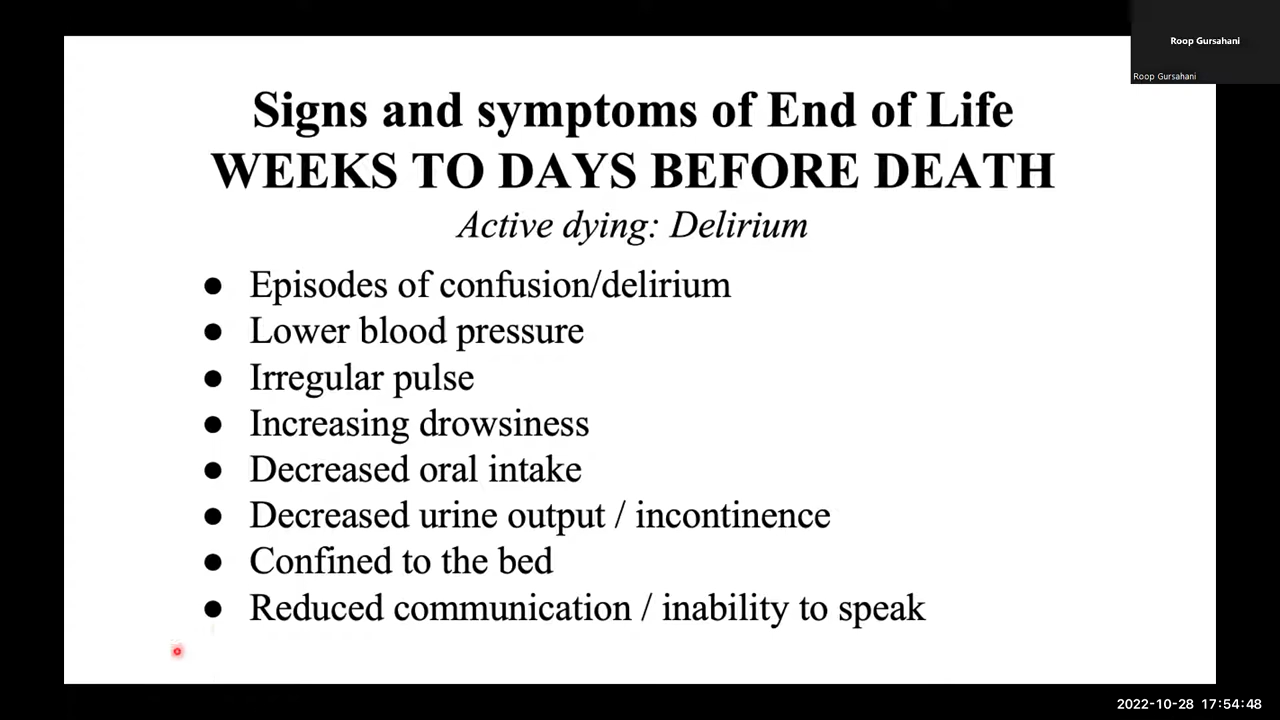 Roop Gursahani
Roop Gursahani
Signs and symptoms of End of Life
WEEKS TO DAYS BEFORE DEATH
Active dying: Delirium
● Episodes of confusion/delirium
● Lower blood pressure
● Irregular pulse
● Increasing drowsiness
● Decreased oral intake
● Decreased urine output / incontinence
● Confined to the bed
● Reduced communication / inability to speak
2022-10-28 17:54:48